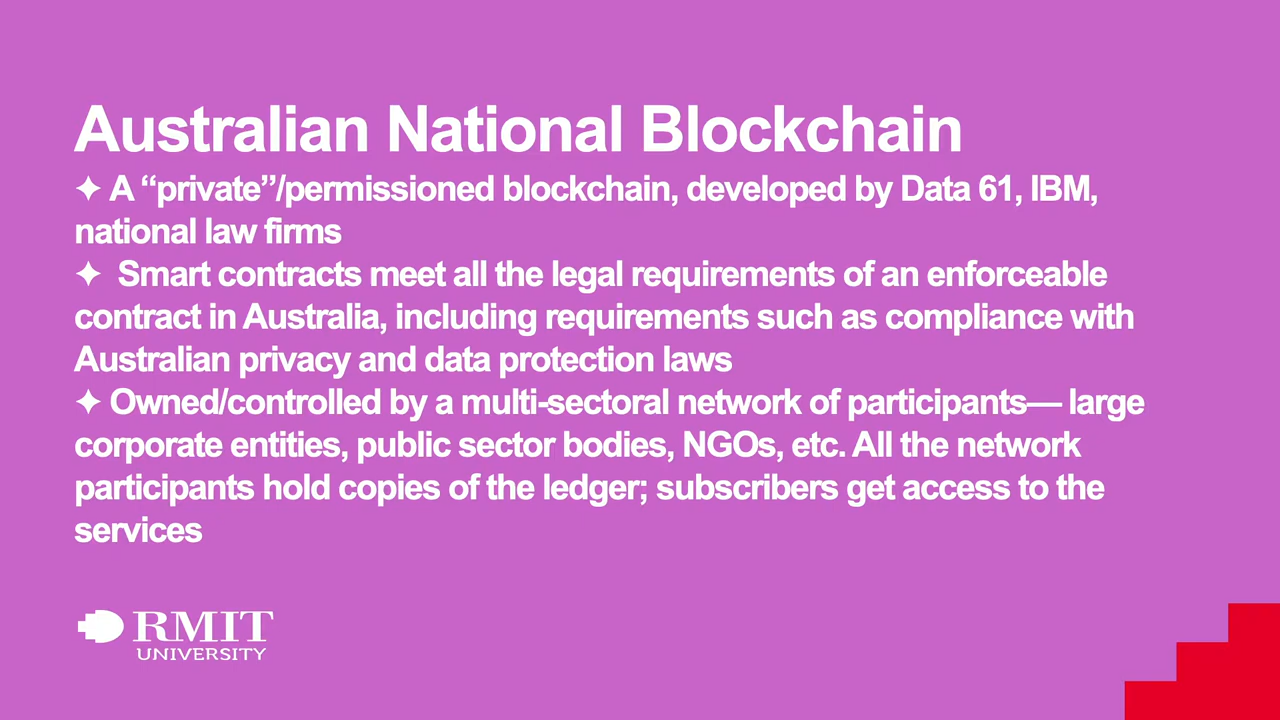 Australian National Blockchain
✦ A “private”/permissioned blockchain, developed by Data 61, IBM,
national law firms
✦ Smart contracts meet all the legal requirements of an enforceable
contract in Australia, including requirements such as compliance with
Australian privacy and data protection laws
✦ Owned/controlled by a multi-sectoral network of participants— large
corporate entities, public sector bodies, NGOs, etc. All the network
participants hold copies of the ledger; subscribers get access to the
services
RMIT
UNIVERSITY